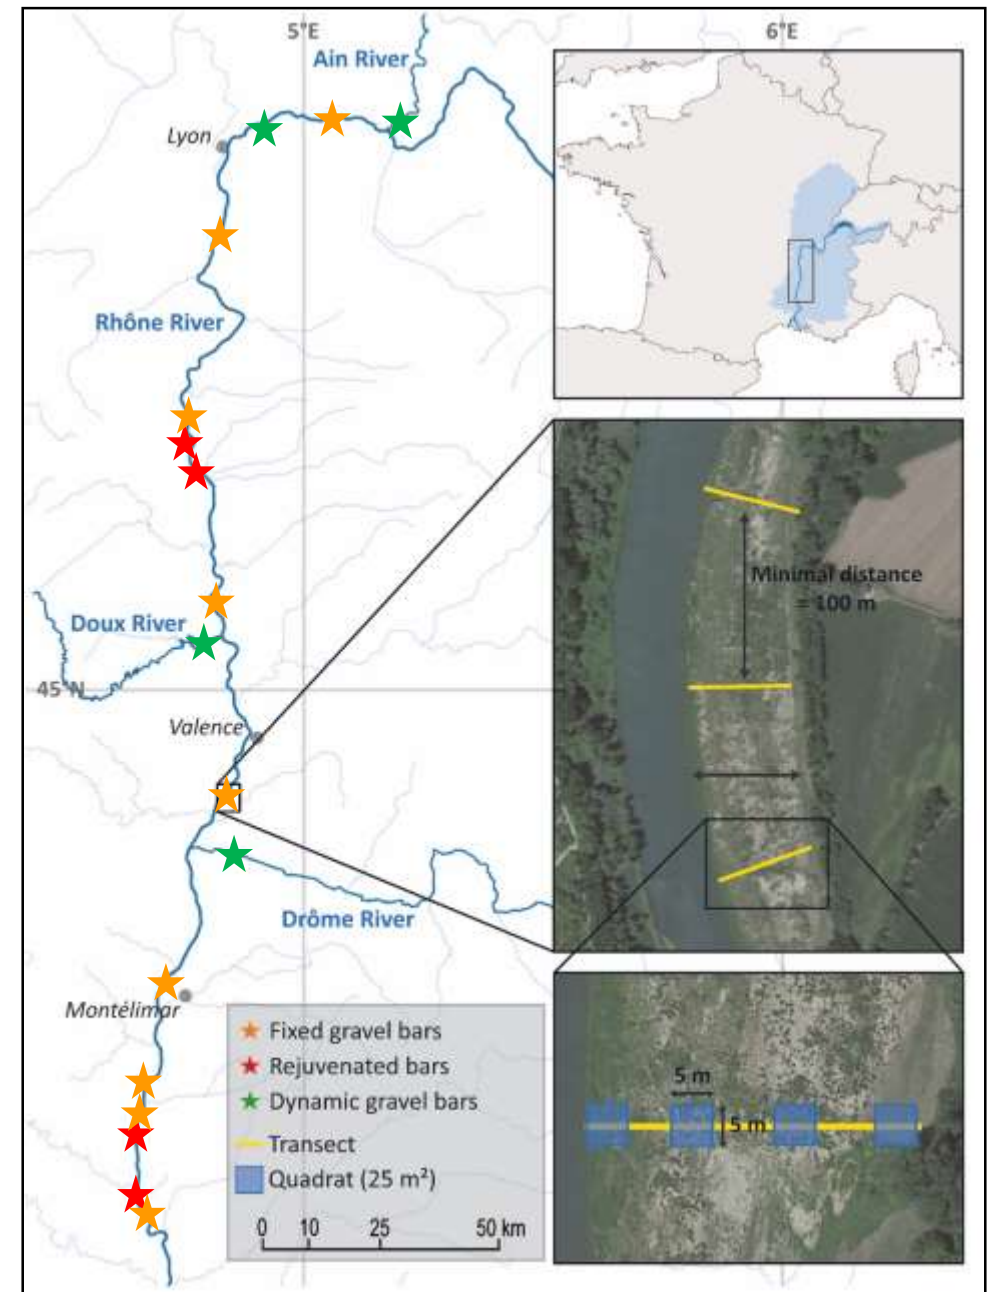 5°E
6°E
Ain River
Lyon
Rhône River
Doux River
45°N
Valence
Drôme River
Montélimar
Minimal distance
= 100 m
5 m
5 m
Fixed gravel bars
Rejuvenated bars
Dynamic gravel bars
Transect
Quadrat (25 m²)
0 10 25 50 km